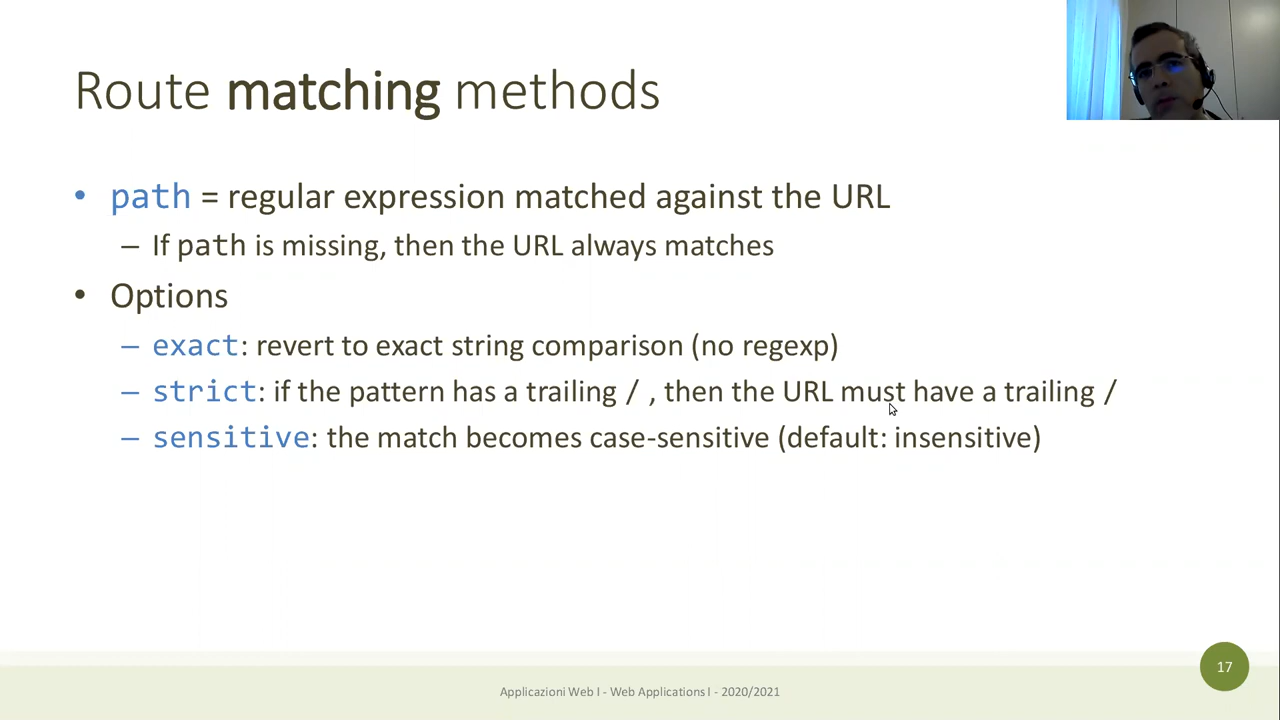 Route matching methods
• path = regular expression matched against the URL
– If path is missing, then the URL always matches
• Options
– exact: revert to exact string comparison (no regexp)
– strict: if the pattern has a trailing / , then the URL must have a trailing /
– sensitive: the match becomes case-sensitive (default: insensitive)
17
Applicazioni Web I - Web Applications I - 2020/2021